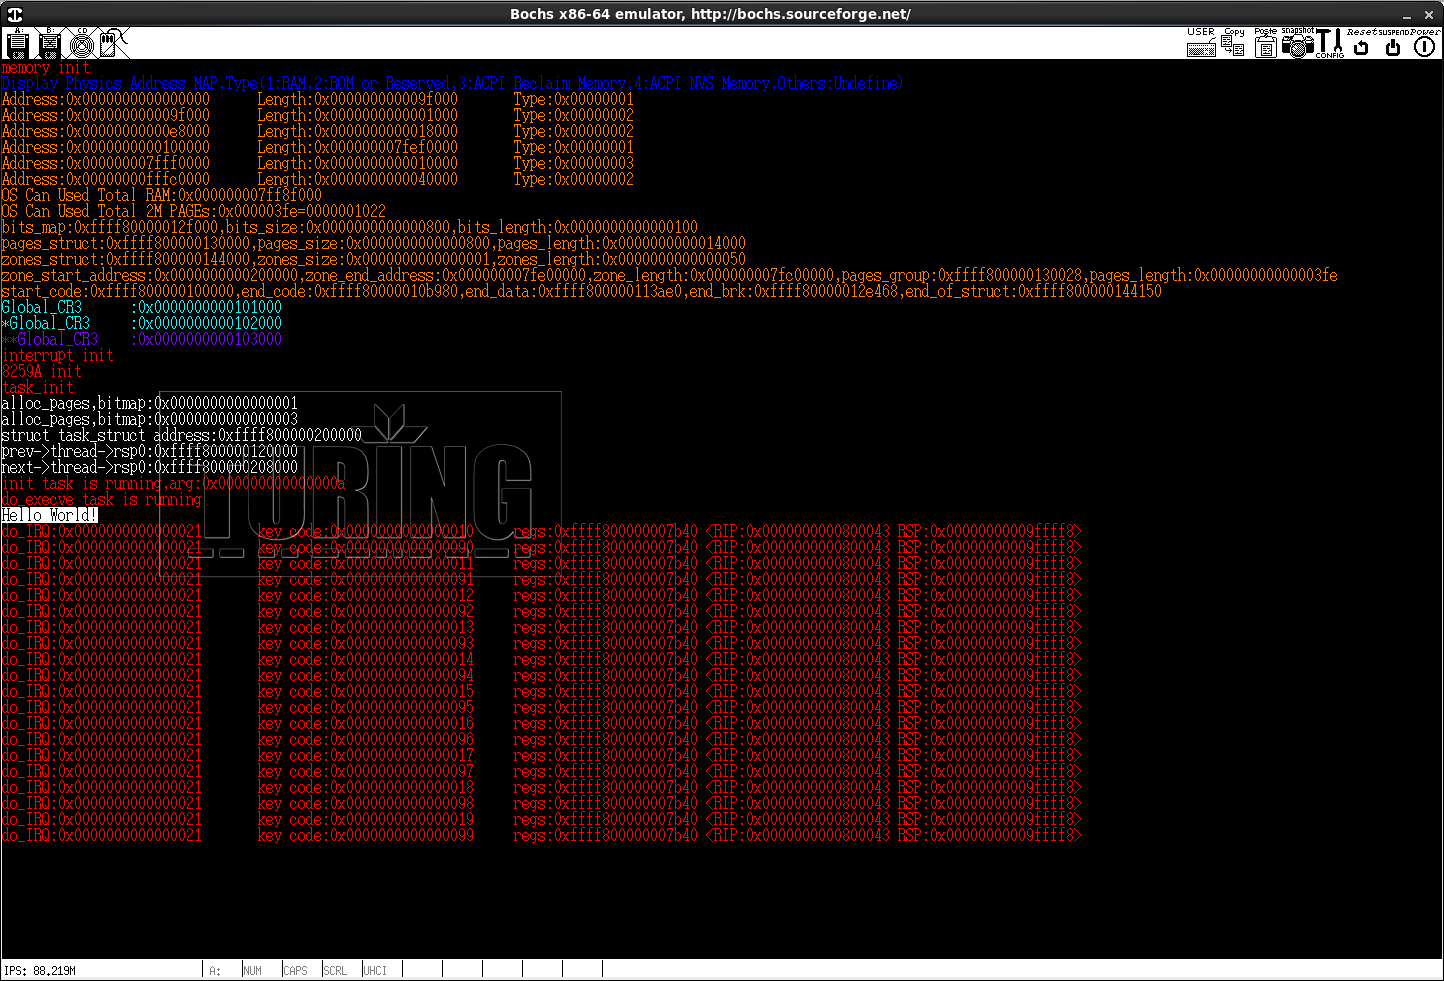 Bochs x86-64 emulator, http://bochs.sourceforge.net/
A: B: CD USER Copy Paste snapshot CONFIG Reset SUSPEND Power
memory init
Display Physics Address MAP,Type(1:RAM,2:ROM or Reserved,3:ACPI Reclaim Memory,4:ACPI NVS Memory,Others:Undefine)
Address:0x0000000000000000 Length:0x000000000009f000 Type:0x00000001
Address:0x000000000009f000 Length:0x0000000000001000 Type:0x00000002
Address:0x00000000000e8000 Length:0x0000000000018000 Type:0x00000002
Address:0x0000000000100000 Length:0x000000007fef0000 Type:0x00000001
Address:0x000000007fff0000 Length:0x0000000000010000 Type:0x00000003
Address:0x00000000fffc0000 Length:0x0000000000040000 Type:0x00000002
OS Can Used Total RAM:0x000000007ff8f000
OS Can Used Total 2M PAGEs:0x000003fe=0000001022
bits_map:0xffff80000012f000,bits_size:0x0000000000000800,bits_length:0x0000000000000100
pages_struct:0xffff800000130000,pages_size:0x0000000000000800,pages_length:0x0000000000014000
zones_struct:0xffff800000144000,zones_size:0x0000000000000001,zones_length:0x0000000000000050
zone_start_address:0x0000000000200000,zone_end_address:0x000000007fe00000,zone_length:0x000000007fc00000,pages_group:0xffff800000130028,pages_length:0x00000000000003fe
start_code:0xffff800000100000,end_code:0xffff80000010b980,end_data:0xffff800000113ae0,end_brk:0xffff80000012e468,end_of_struct:0xffff800000144150
Global_CR3 :0x0000000000101000
*Global_CR3 :0x0000000000102000
**Global_CR3 :0x0000000000103000
interrupt init
8259A init
task_init
alloc_pages,bitmap:0x0000000000000001
alloc_pages,bitmap:0x0000000000000003
struct task_struct address:0xffff800000200000
prev->thread->rsp0:0xffff800000120000
next->thread->rsp0:0xffff800000208000
init task is running,arg:0x000000000000000a
do_execve task is running
Hello World!
TURING
do_IRQ:0x0000000000000021 key code:0x0000000000000010 regs:0xffff800000007b40 <RIP:0x0000000000800043 RSP:0x00000000009ffff8>
do_IRQ:0x0000000000000021 key code:0x0000000000000090 regs:0xffff800000007b40 <RIP:0x0000000000800043 RSP:0x00000000009ffff8>
do_IRQ:0x0000000000000021 key code:0x0000000000000011 regs:0xffff800000007b40 <RIP:0x0000000000800043 RSP:0x00000000009ffff8>
do_IRQ:0x0000000000000021 key code:0x0000000000000091 regs:0xffff800000007b40 <RIP:0x0000000000800043 RSP:0x00000000009ffff8>
do_IRQ:0x0000000000000021 key code:0x0000000000000012 regs:0xffff800000007b40 <RIP:0x0000000000800043 RSP:0x00000000009ffff8>
do_IRQ:0x0000000000000021 key code:0x0000000000000092 regs:0xffff800000007b40 <RIP:0x0000000000800043 RSP:0x00000000009ffff8>
do_IRQ:0x0000000000000021 key code:0x0000000000000013 regs:0xffff800000007b40 <RIP:0x0000000000800043 RSP:0x00000000009ffff8>
do_IRQ:0x0000000000000021 key code:0x0000000000000093 regs:0xffff800000007b40 <RIP:0x0000000000800043 RSP:0x00000000009ffff8>
do_IRQ:0x0000000000000021 key code:0x0000000000000014 regs:0xffff800000007b40 <RIP:0x0000000000800043 RSP:0x00000000009ffff8>
do_IRQ:0x0000000000000021 key code:0x0000000000000094 regs:0xffff800000007b40 <RIP:0x0000000000800043 RSP:0x00000000009ffff8>
do_IRQ:0x0000000000000021 key code:0x0000000000000015 regs:0xffff800000007b40 <RIP:0x0000000000800043 RSP:0x00000000009ffff8>
do_IRQ:0x0000000000000021 key code:0x0000000000000095 regs:0xffff800000007b40 <RIP:0x0000000000800043 RSP:0x00000000009ffff8>
do_IRQ:0x0000000000000021 key code:0x0000000000000016 regs:0xffff800000007b40 <RIP:0x0000000000800043 RSP:0x00000000009ffff8>
do_IRQ:0x0000000000000021 key code:0x0000000000000096 regs:0xffff800000007b40 <RIP:0x0000000000800043 RSP:0x00000000009ffff8>
do_IRQ:0x0000000000000021 key code:0x0000000000000017 regs:0xffff800000007b40 <RIP:0x0000000000800043 RSP:0x00000000009ffff8>
do_IRQ:0x0000000000000021 key code:0x0000000000000097 regs:0xffff800000007b40 <RIP:0x0000000000800043 RSP:0x00000000009ffff8>
do_IRQ:0x0000000000000021 key code:0x0000000000000018 regs:0xffff800000007b40 <RIP:0x0000000000800043 RSP:0x00000000009ffff8>
do_IRQ:0x0000000000000021 key code:0x0000000000000098 regs:0xffff800000007b40 <RIP:0x0000000000800043 RSP:0x00000000009ffff8>
do_IRQ:0x0000000000000021 key code:0x0000000000000019 regs:0xffff800000007b40 <RIP:0x0000000000800043 RSP:0x00000000009ffff8>
do_IRQ:0x0000000000000021 key code:0x0000000000000099 regs:0xffff800000007b40 <RIP:0x0000000000800043 RSP:0x00000000009ffff8>
IPS: 88.219M A: NUM CAPS SCRL UHCI